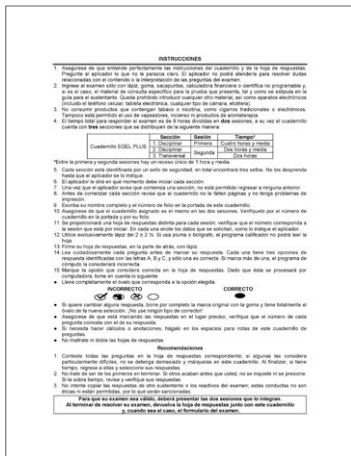 INSTRUCCIONES
1. Asegúrese de que entiende perfectamente las instrucciones del cuadernillo y de la hoja de respuestas.
Pregunte al aplicador lo que no le parezca claro. El aplicador no podrá atenderle para resolver dudas
relacionadas con el contenido o la interpretación de las preguntas del examen.
2. Ingrese al examen sólo con lápiz, goma, sacapuntas, calculadora financiera o científica no programable y,
si es el caso, el material de consulta específico para la prueba que presenta, tal y como se estipula en la
guía para el sustentante. Queda prohibido introducir cualquier otro material, así como aparatos electrónicos
(incluido el teléfono celular, tableta electrónica, cualquier tipo de cámara, etcétera).
3. No consumir productos que contengan tabaco o nicotina, como cigarros tradicionales o electrónicos.
Tampoco está permitido el uso de vapeadores, incienso ni productos de aromaterapia.
4. El tiempo total para responder el examen es de 9 horas divididas en dos sesiones, a su vez el cuadernillo
cuenta con tres secciones que se distribuyen de la siguiente manera:
Sección Sesión Tiempo*
Cuadernillo EGEL PLUS
1. Disciplinar Primera Cuatro horas y media
2. Disciplinar Segunda Dos horas y media
3. Transversal Dos horas
*Entre la primera y segunda sesiones hay un receso único de 1 hora y media
5. Cada sección está identificada por un sello de seguridad; en total encontrará tres sellos. No los desprenda
hasta que el aplicador se lo indique.
6. El aplicador le dirá en qué momento debe iniciar cada sección.
7. Una vez que el aplicador avise que comienza una sección, no está permitido regresar a ninguna anterior.
8. Antes de comenzar cada sección revise que al cuadernillo no le falten páginas y no tenga problemas de
impresión.
9. Escriba su nombre completo y el número de folio en la portada de este cuadernillo.
10. Asegúrese de que el cuadernillo asignado es el mismo en las dos sesiones. Verifíquelo por el número de
cuadernillo en la portada y por su folio.
11. Se proporcionará una hoja de respuestas distinta para cada sesión; verifique que el número corresponda a
la sesión que está por iniciar. En cada una anote los datos que se solicitan, como lo indique el aplicador.
12. Utilice exclusivamente lápiz del 2 o 2 ½. Si usa pluma o bolígrafo, el programa calificador no podrá leer la
hoja.
13. Firme su hoja de respuestas, en la parte de atrás, con lápiz.
14. Lea cuidadosamente cada pregunta antes de marcar su respuesta. Cada una tiene tres opciones de
respuesta identificadas con las letras A, B y C, y sólo una es correcta. Si marca más de una, el programa de
cómputo la considerará incorrecta.
15. Marque la opción que considere correcta en la hoja de respuestas. Dado que ésta se procesará por
computadora, tome en cuenta lo siguiente:
• Llene completamente el óvalo que corresponda a la opción elegida.
INCORRECTO CORRECTO
• Si quiere cambiar alguna respuesta, borre por completo la marca original con la goma y llene totalmente el
óvalo de la nueva selección. ¡No use ningún tipo de corrector!
• Asegúrese de que está marcando las respuestas en el lugar preciso; verifique que el número de cada
pregunta coincida con el de su respuesta.
• Si necesita hacer cálculos o anotaciones, hágalo en los espacios para notas de este cuadernillo de
preguntas.
• No maltrate ni doble las hojas de respuestas.
Recomendaciones
1. Conteste todas las preguntas en la hoja de respuestas correspondiente; si algunas las considera
particularmente difíciles, no se detenga demasiado y márquelas en este cuadernillo. Al finalizar, si tiene
tiempo, regrese a ellas y seleccione sus respuestas.
2. No trate de ser de los primeros en terminar. Si otros acaban antes que usted, no se inquiete ni se presione.
Si le sobra tiempo, revise y verifique sus respuestas.
3. No intente copiar las respuestas de otro sustentante o los reactivos del examen; estas conductas no son
éticas ni están permitidas, por lo que serán sancionadas.
Para que su examen sea válido, deberá presentar las dos sesiones que lo integran.
Al terminar de resolver su examen, devuelva la hoja de respuestas junto con este cuadernillo
y, cuando sea el caso, el formulario del examen.